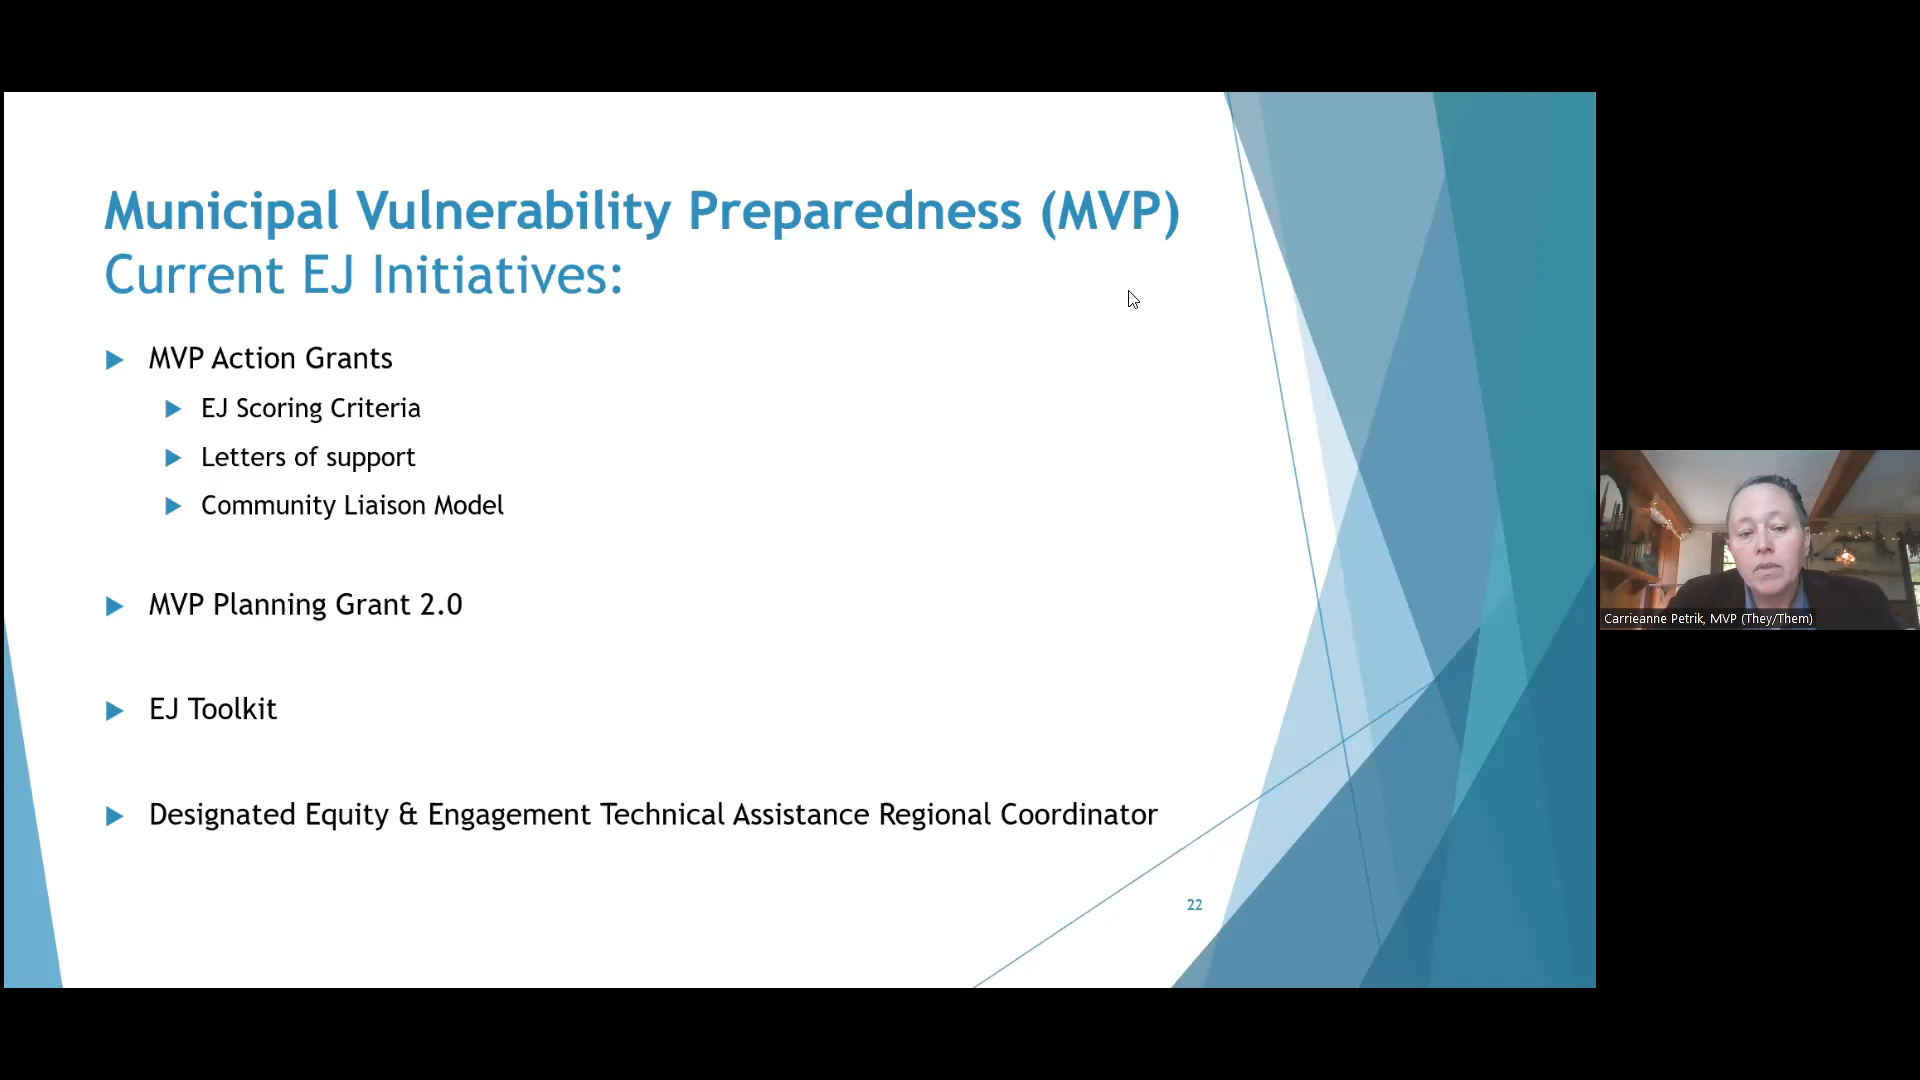 Municipal Vulnerability Preparedness (MVP)
Current EJ Initiatives:
MVP Action Grants
EJ Scoring Criteria
Letters of support
Community Liaison Model
MVP Planning Grant 2.0
EJ Toolkit
Designated Equity & Engagement Technical Assistance Regional Coordinator
22
Carrieanne Petrik, MVP (They/Them)